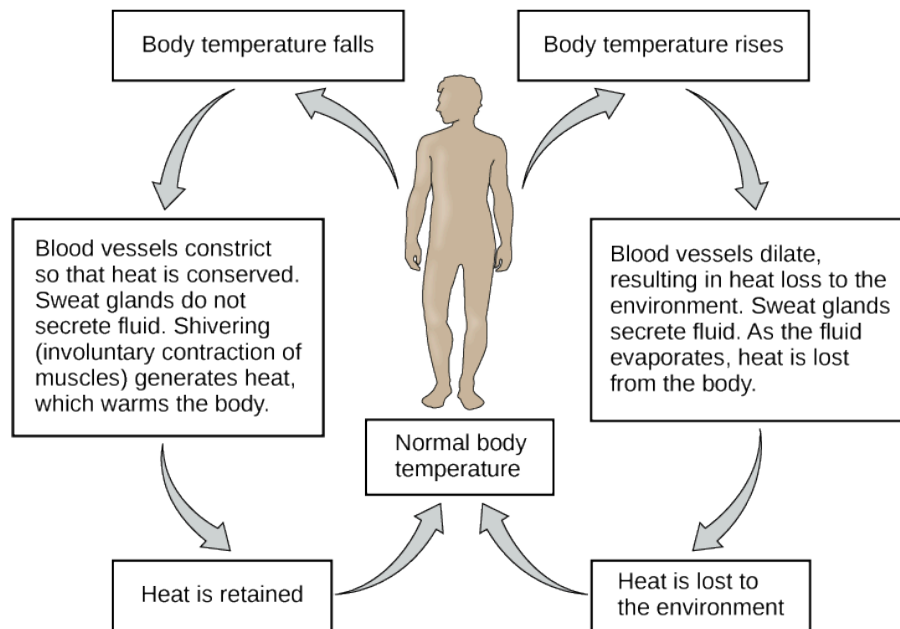 Body temperature falls
Body temperature rises
Blood vessels constrict
so that heat is conserved.
Sweat glands do not
secrete fluid. Shivering
(involuntary contraction of
muscles) generates heat,
which warms the body.
Blood vessels dilate,
resulting in heat loss to the
environment. Sweat glands
secrete fluid. As the fluid
evaporates, heat is lost
from the body.
Normal body
temperature
Heat is retained
Heat is lost to
the environment